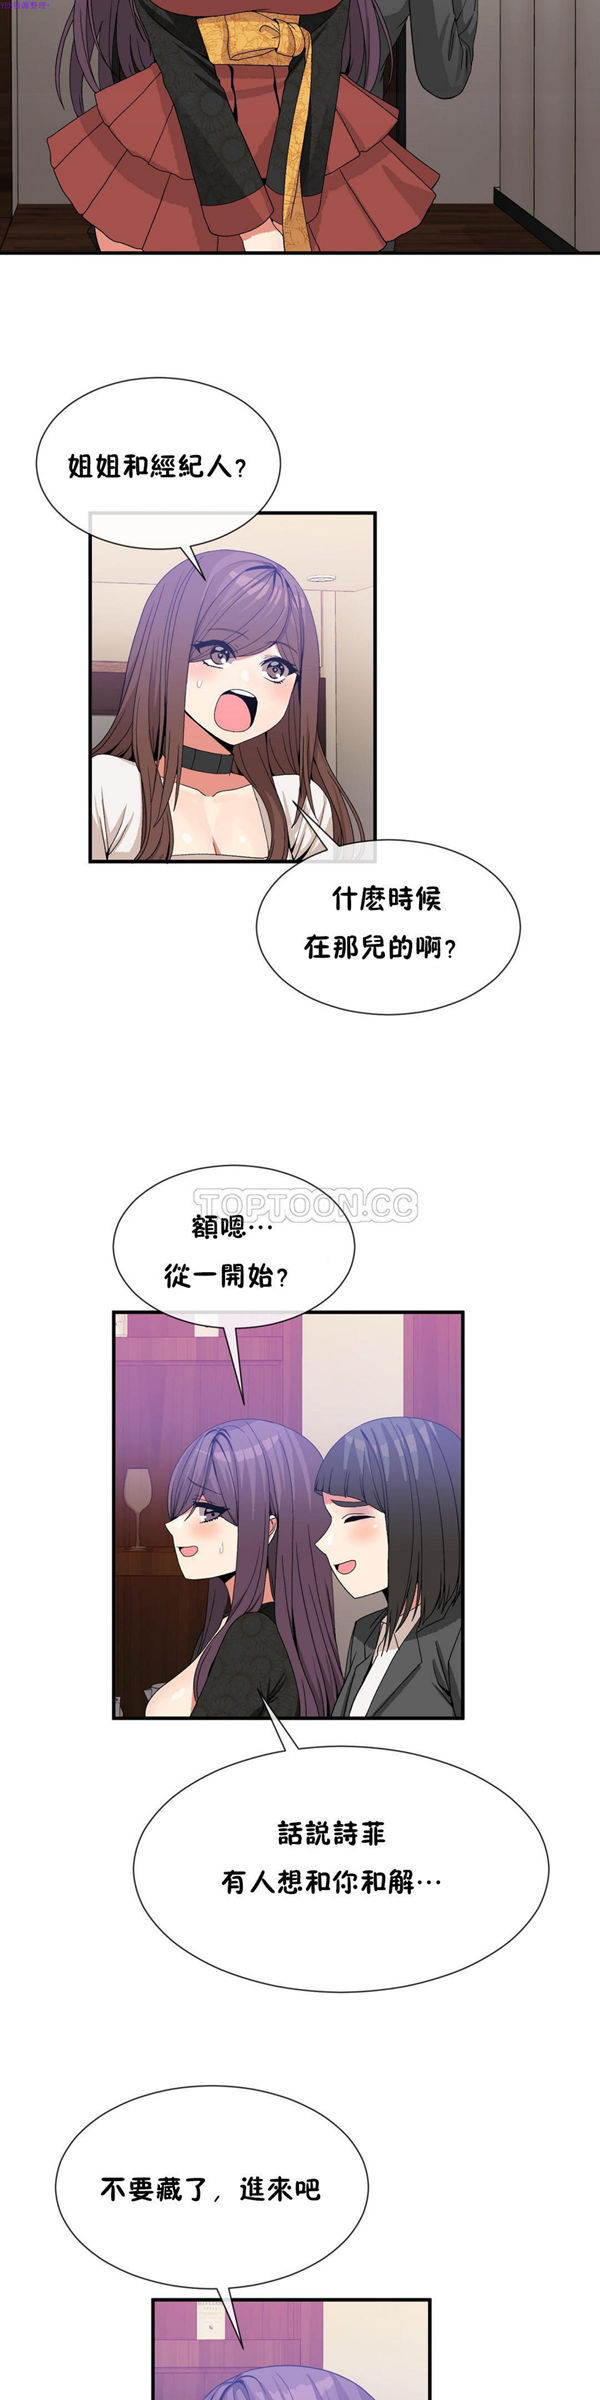 姐姐和經紀人?
什麽時候
在那兒的啊?
TOPTOON.CC
額嗯…
從一開始?
話說詩菲
有人想和你和解…
不要藏了，進來吧